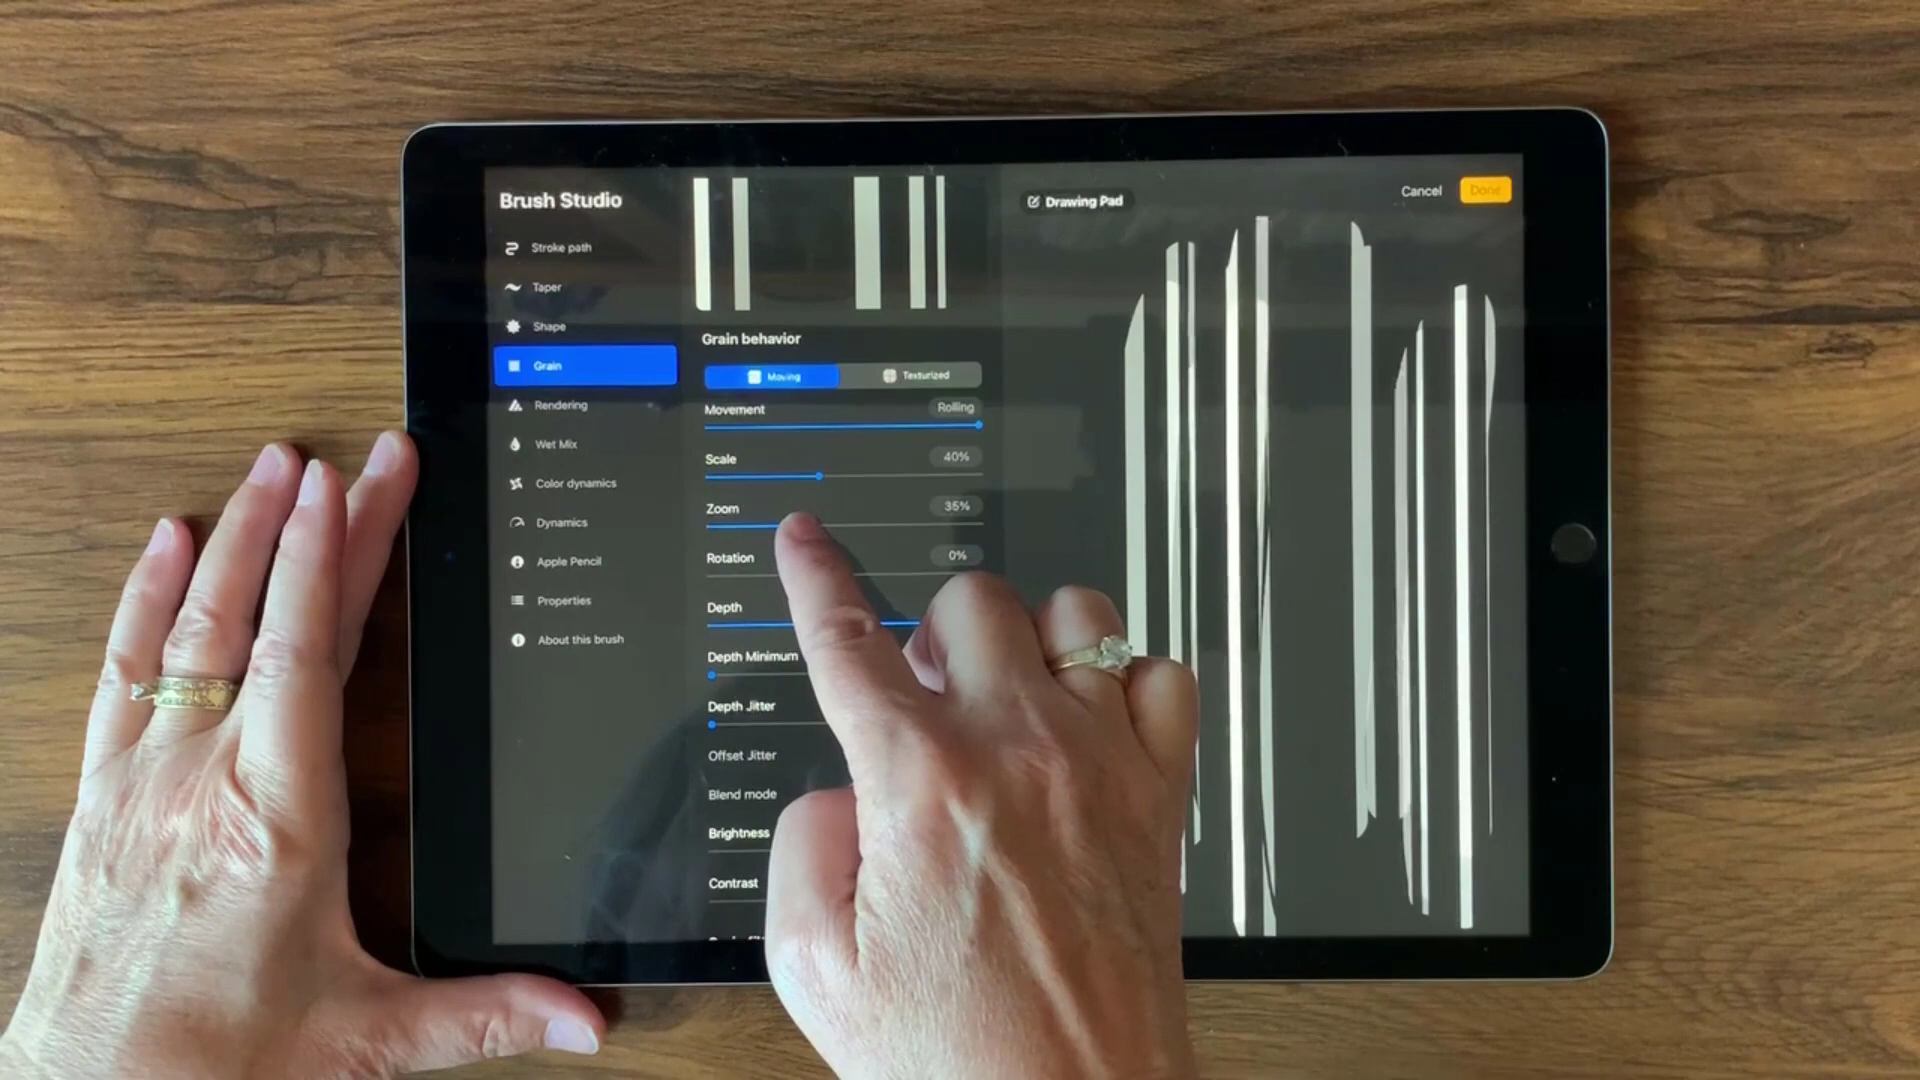 Brush Studio
Stroke path
Taper
Shape
Grain
Rendering
Wet Mix
Color dynamics
Dynamics
Apple Pencil
Properties
About this brush
Grain behavior
Moving
Texturized
Movement
Rolling
Scale
40%
Zoom
35%
Rotation
0%
Depth
Depth Minimum
Depth Jitter
Offset Jitter
Blend mode
Brightness
Contrast
Drawing Pad
Cancel
Done